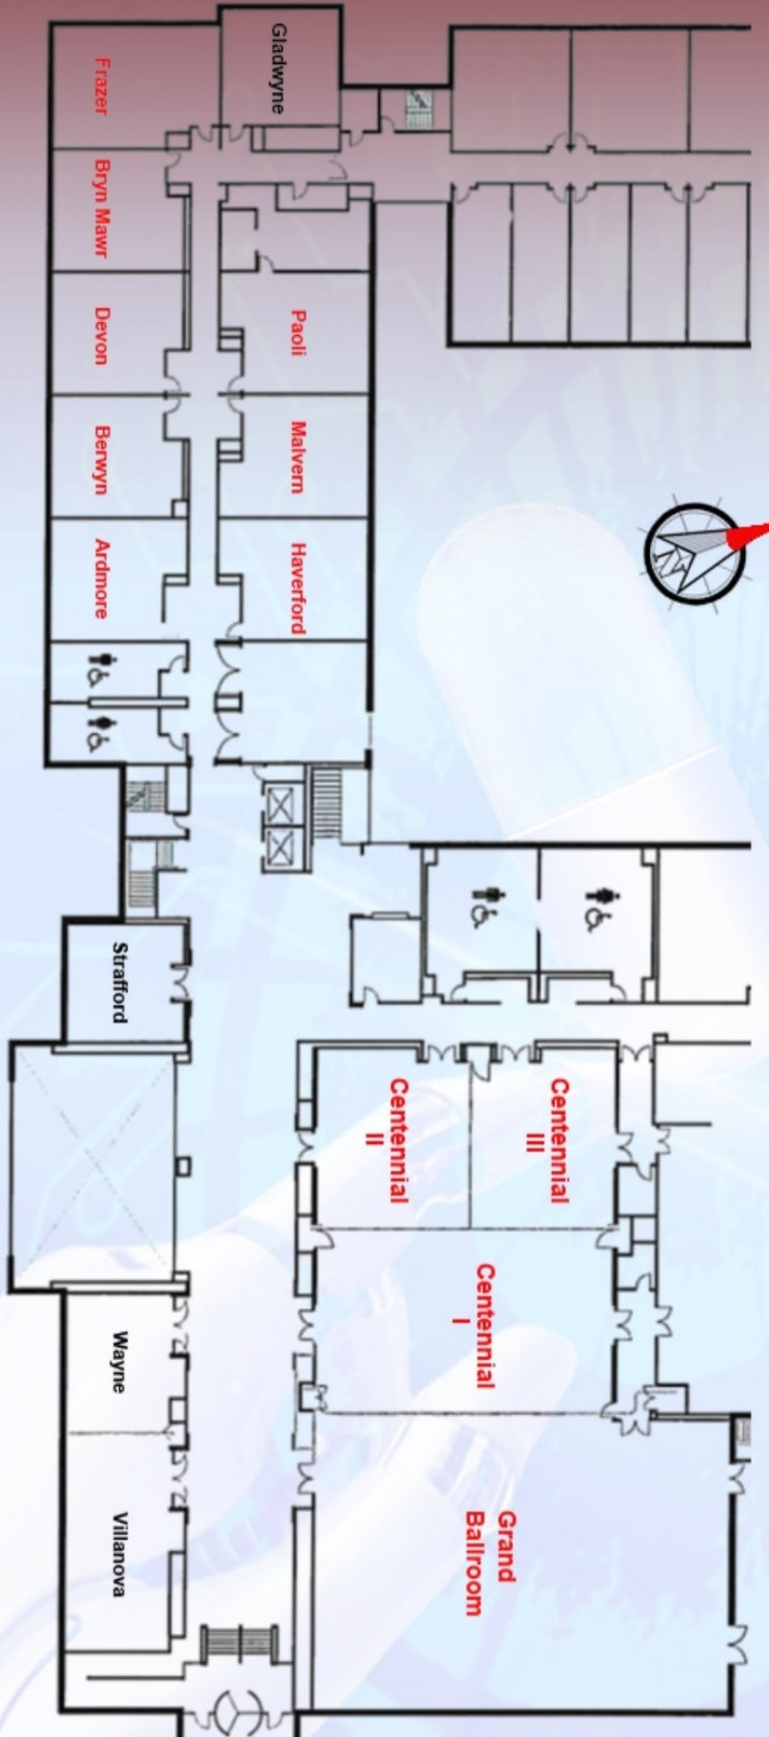 Gladwyne
Frazer
Bryn Mawr
Devon
Paoli
Berwyn
Malvern
Ardmore
Haverford
N
Strafford
Centennial
II
Centennial
III
Centennial
I
Wayne
Villanova
Grand
Ballroom